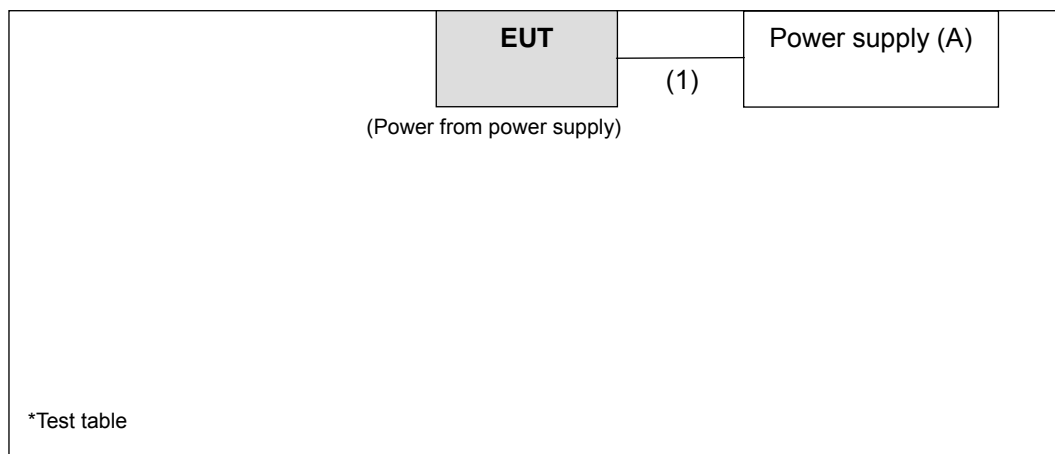 EUT
Power supply (A)
(1)
(Power from power supply)
*Test table